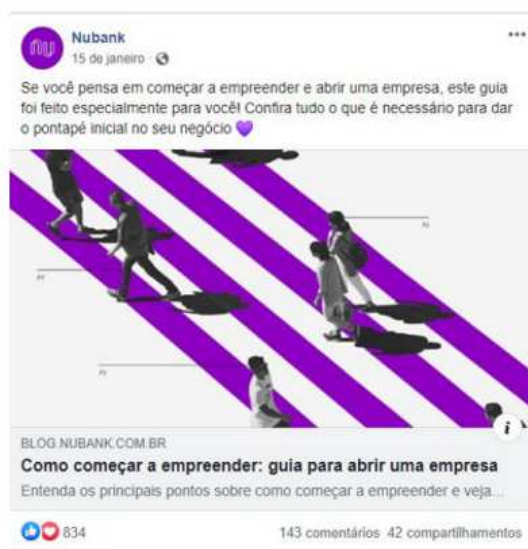 nu
Nubank
15 de janeiro ·
Se você pensa em começar a empreender e abrir uma empresa, este guia
foi feito especialmente para você! Confira tudo o que é necessário para dar
o pontapé inicial no seu negócio 💜
BLOG.NUBANK.COM.BR
Como começar a empreender: guia para abrir uma empresa
Entenda os principais pontos sobre como começar a empreender e veja...
834
143 comentários 42 compartilhamentos